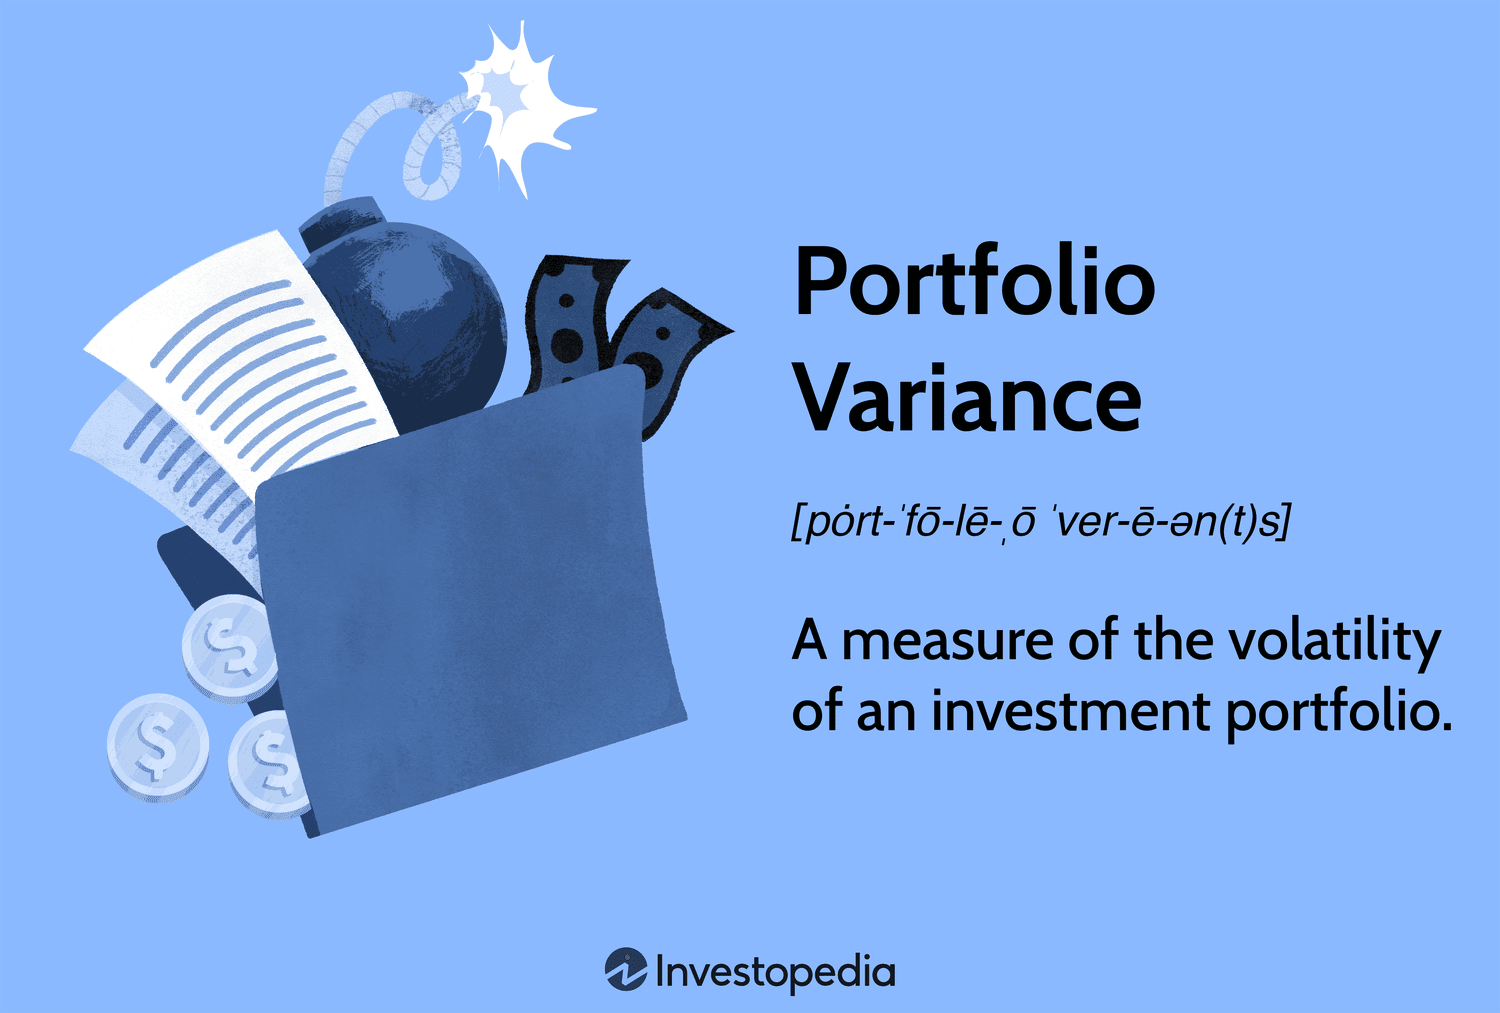 Portfolio
Variance
[pȯrt-ˈfō-lē-ˌō ˈver-ē-ən(t)s]
A measure of the volatility
of an investment portfolio.
Investopedia